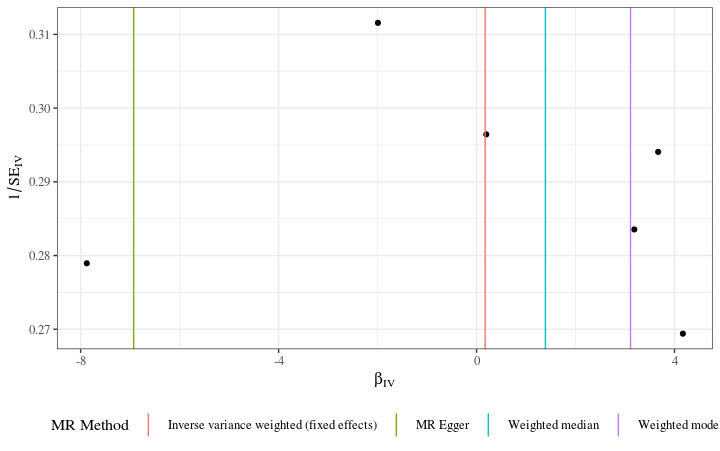 0.31
0.30
0.29
0.28
0.27
1/SE_IV
-8
-4
0
4
β_IV
MR Method
Inverse variance weighted (fixed effects)
MR Egger
Weighted median
Weighted mode